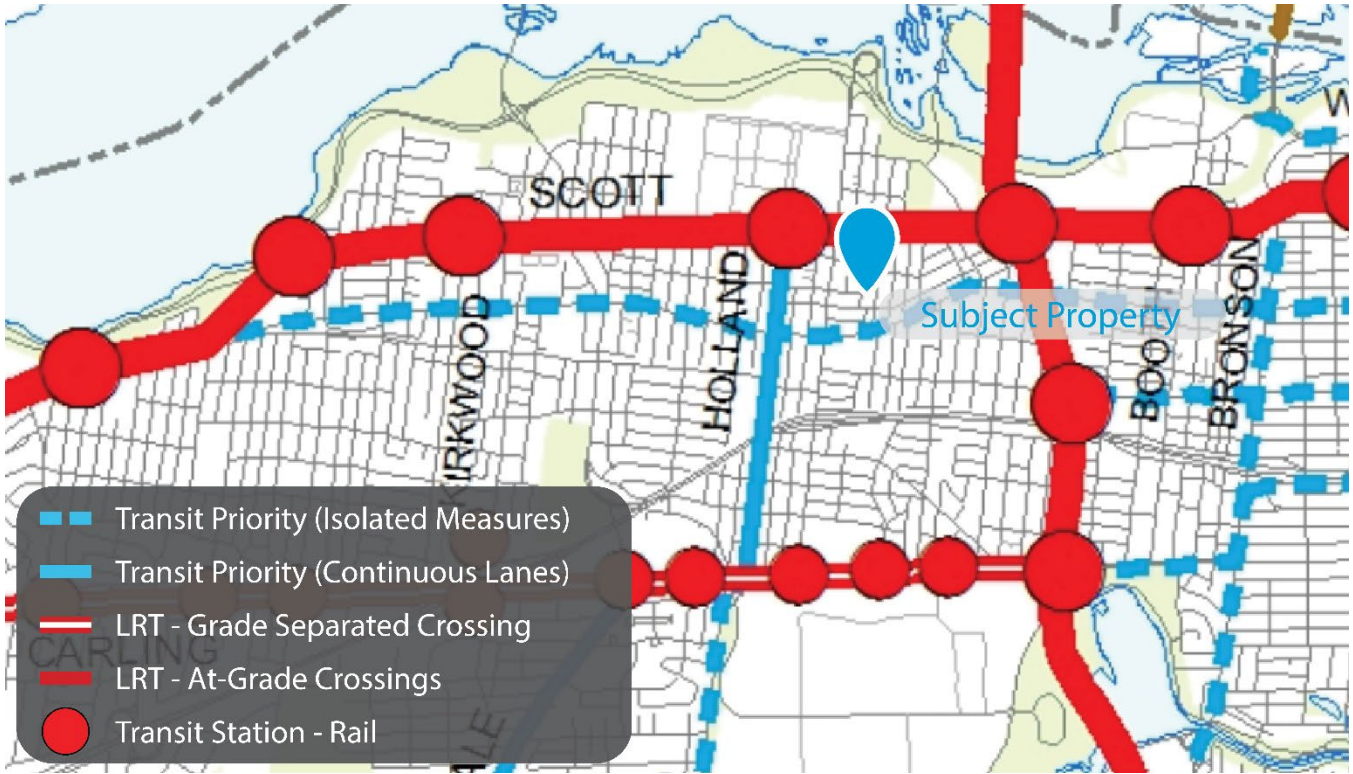 W
SCOTT
KIRKWOOD
HOLLAND
Subject Property
BOO
BRONSON
Transit Priority (Isolated Measures)
Transit Priority (Continuous Lanes)
LRT - Grade Separated Crossing
CARLING
LRT - At-Grade Crossings
Transit Station - Rail
ALE